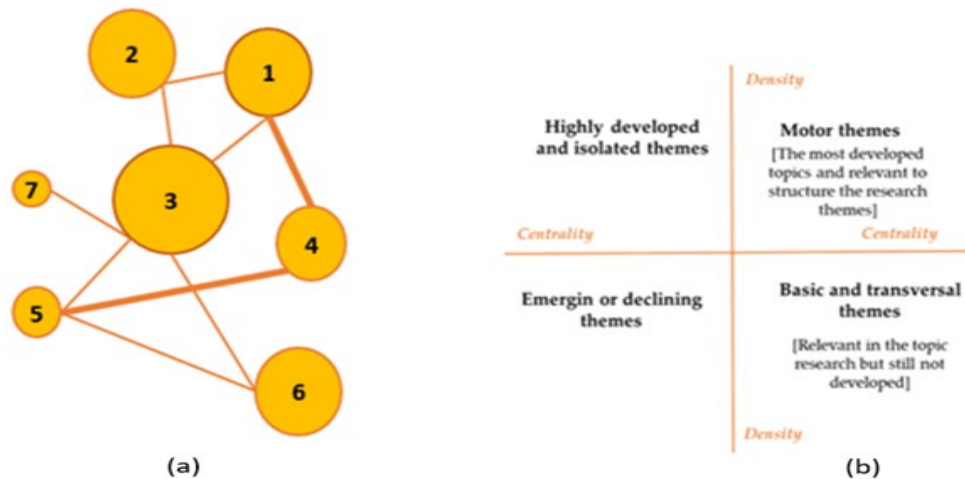 2
1
3
7
4
5
6
(a)
Density
Highly developed
and isolated themes
Motor themes
[The most developed
topics and relevant to
structure the research
themes]
Centrality
Centrality
Emergin or declining
themes
Basic and transversal
themes
[Relevant in the topic
research but still not
developed]
Density
(b)